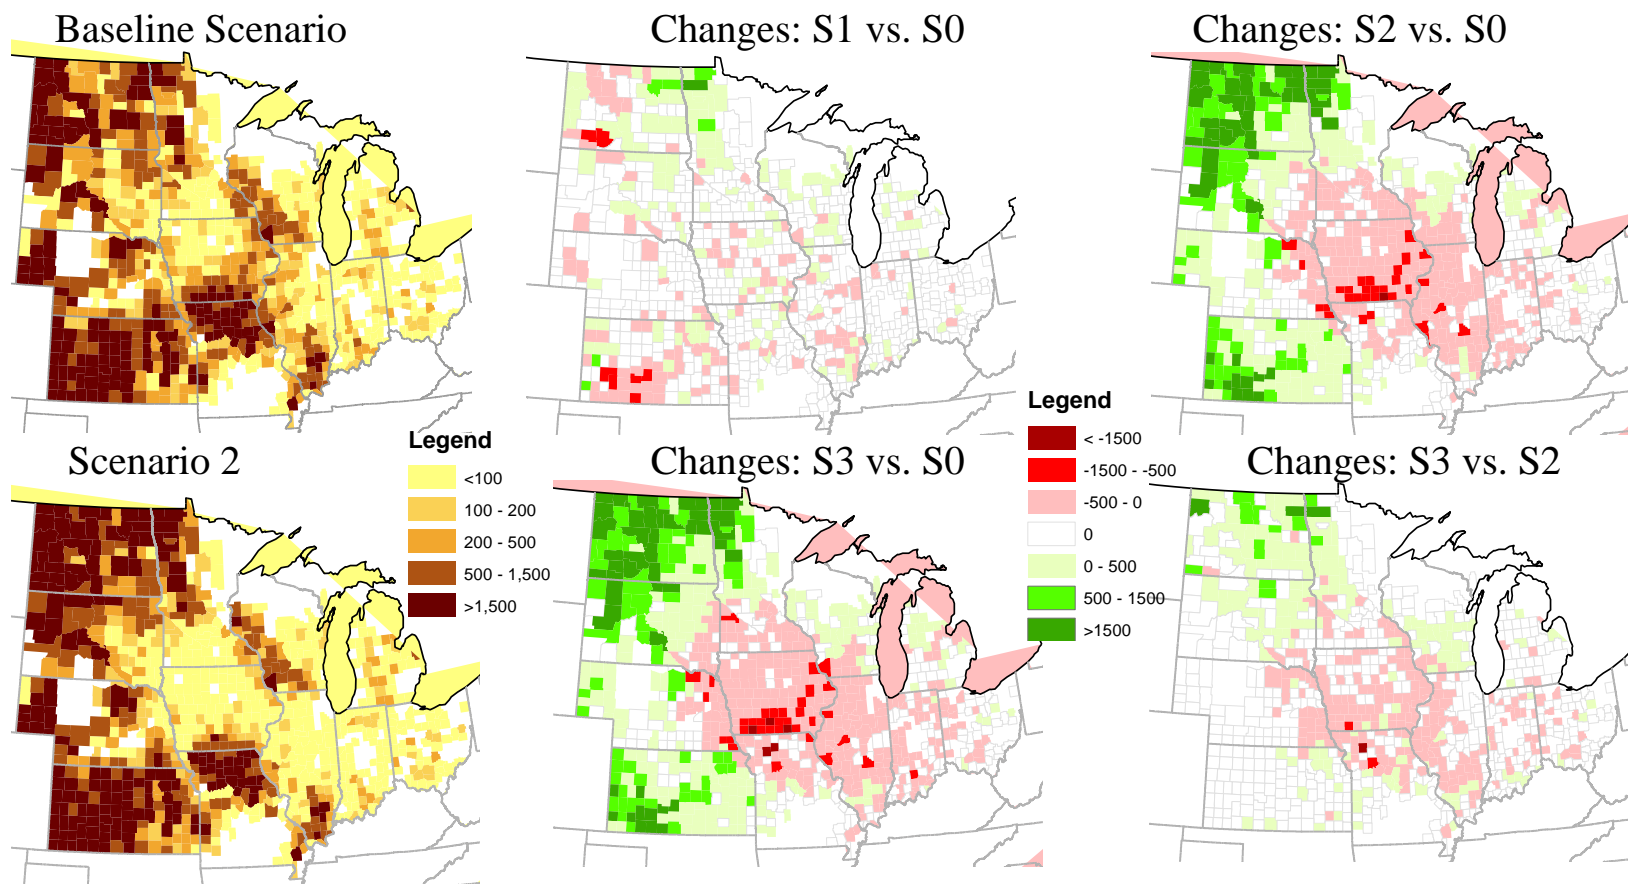 Baseline Scenario
Changes: S1 vs. S0
Changes: S2 vs. S0
Legend
< -1500
-1500 - -500
-500 - 0
0
0 - 500
500 - 1500
>1500
Scenario 2
Legend
<100
100 - 200
200 - 500
500 - 1,500
>1,500
Changes: S3 vs. S0
Changes: S3 vs. S2